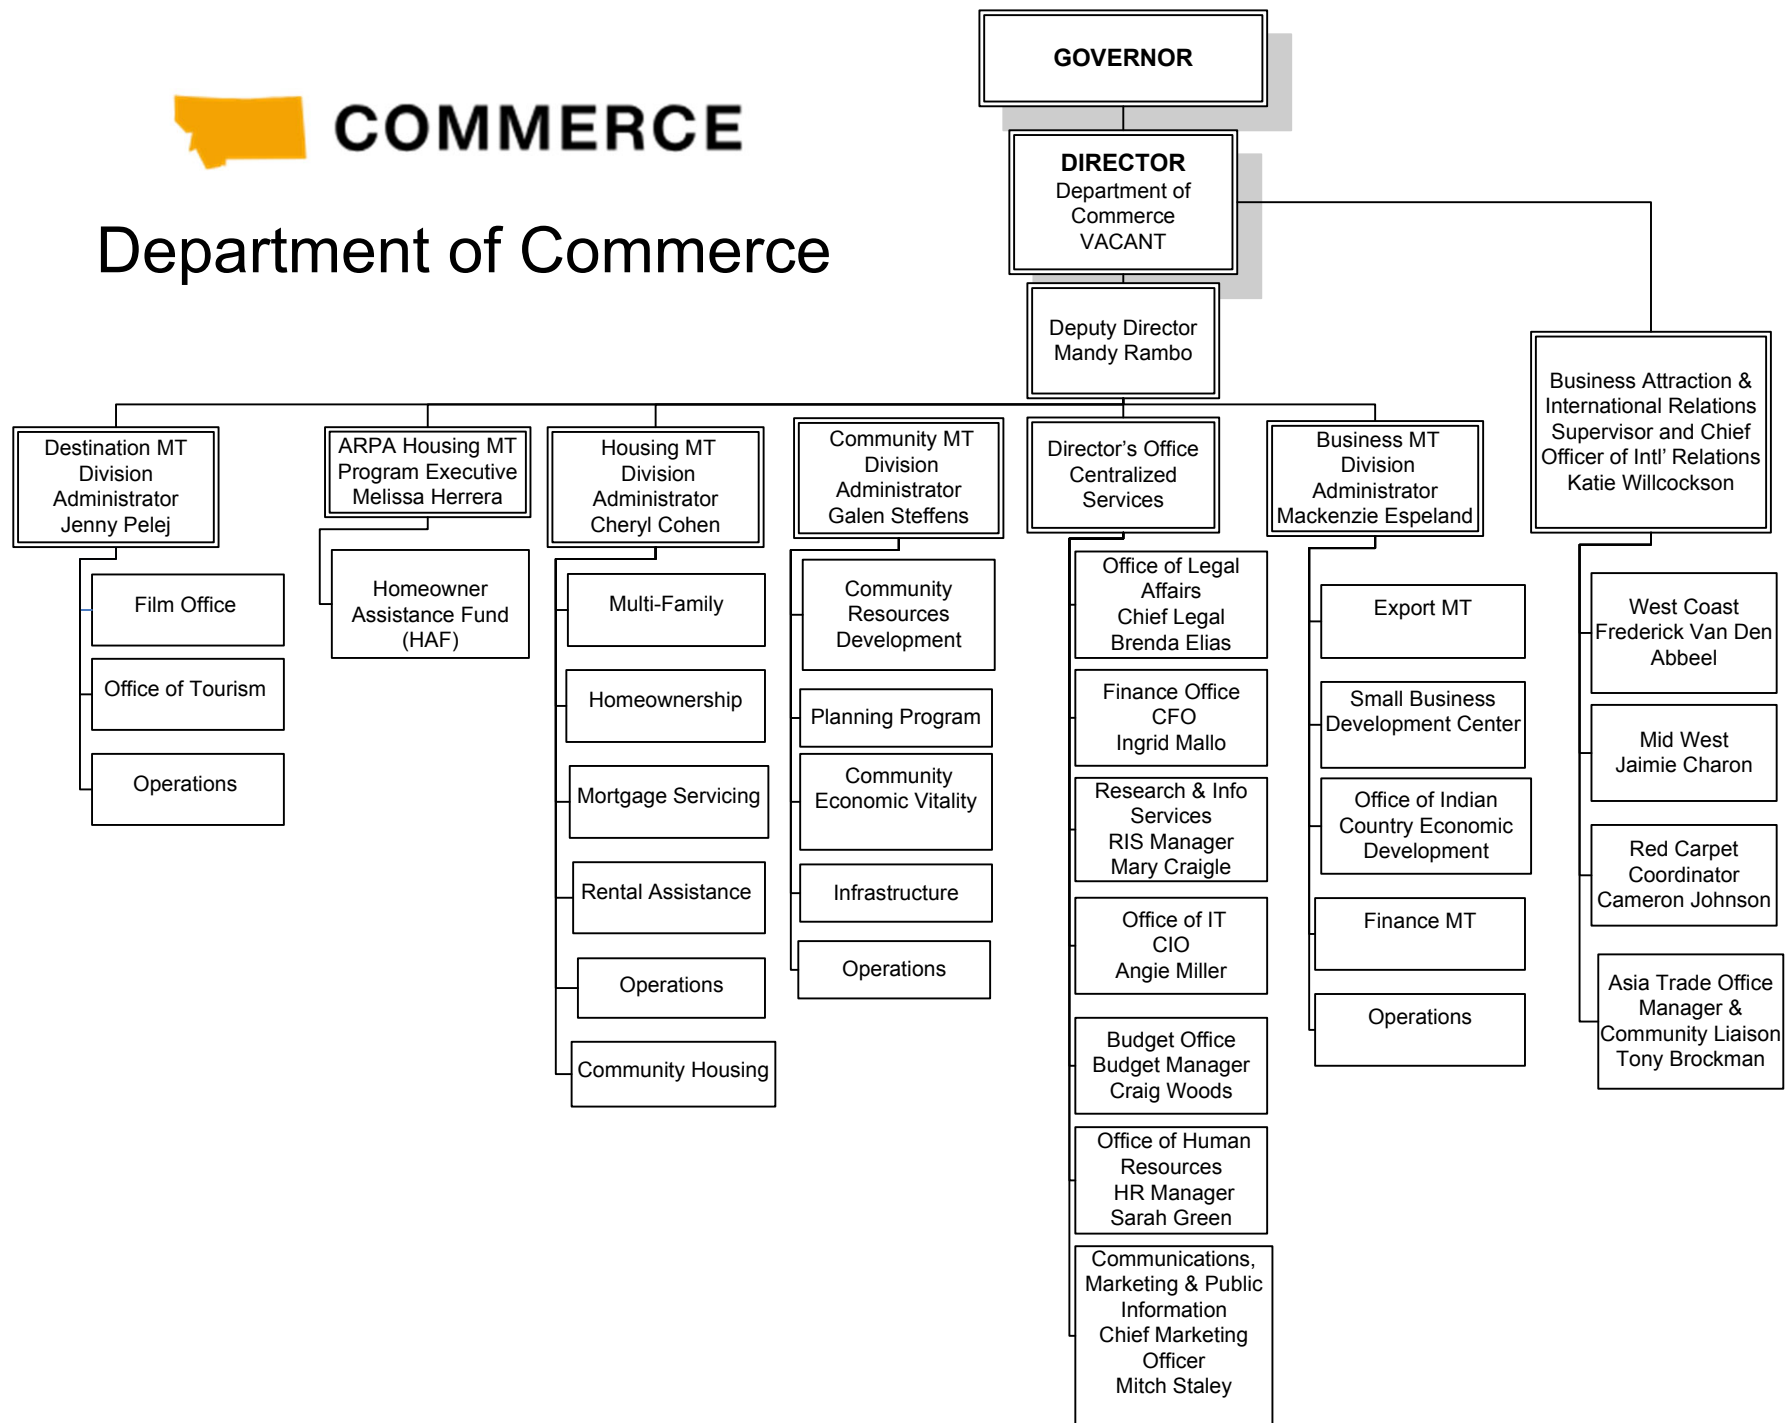 COMMERCE
Department of Commerce
GOVERNOR
DIRECTOR
Department of
Commerce
VACANT
Deputy Director
Mandy Rambo
Business Attraction &
International Relations
Supervisor and Chief
Officer of Intl' Relations
Katie Willcockson
Destination MT
Division
Administrator
Jenny Pelej
ARPA Housing MT
Program Executive
Melissa Herrera
Housing MT
Division
Administrator
Cheryl Cohen
Community MT
Division
Administrator
Galen Steffens
Director’s Office
Centralized
Services
Business MT
Division
Administrator
Mackenzie Espeland
Film Office
Office of Tourism
Operations
Homeowner
Assistance Fund
(HAF)
Multi-Family
Homeownership
Mortgage Servicing
Rental Assistance
Operations
Community Housing
Community
Resources
Development
Planning Program
Community
Economic Vitality
Infrastructure
Operations
Office of Legal
Affairs
Chief Legal
Brenda Elias
Finance Office
CFO
Ingrid Mallo
Research & Info
Services
RIS Manager
Mary Craigle
Office of IT
CIO
Angie Miller
Budget Office
Budget Manager
Craig Woods
Office of Human
Resources
HR Manager
Sarah Green
Communications,
Marketing & Public
Information
Chief Marketing
Officer
Mitch Staley
Export MT
Small Business
Development Center
Office of Indian
Country Economic
Development
Finance MT
Operations
West Coast
Frederick Van Den
Abbeel
Mid West
Jaimie Charon
Red Carpet
Coordinator
Cameron Johnson
Asia Trade Office
Manager &
Community Liaison
Tony Brockman